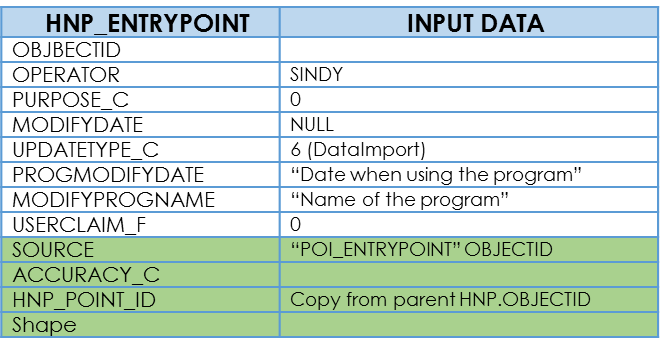 HNP_ENTRYPOINT INPUT DATA
OBJBECTID
OPERATOR SINDY
PURPOSE_C 0
MODIFYDATE NULL
UPDATETYPE_C 6 (DataImport)
PROGMODIFYDATE “Date when using the program”
MODIFYPROGNAME “Name of the program”
USERCLAIM_F 0
SOURCE “POI_ENTRYPOINT” OBJECTID
ACCURACY_C
HNP_POINT_ID Copy from parent HNP.OBJECTID
Shape